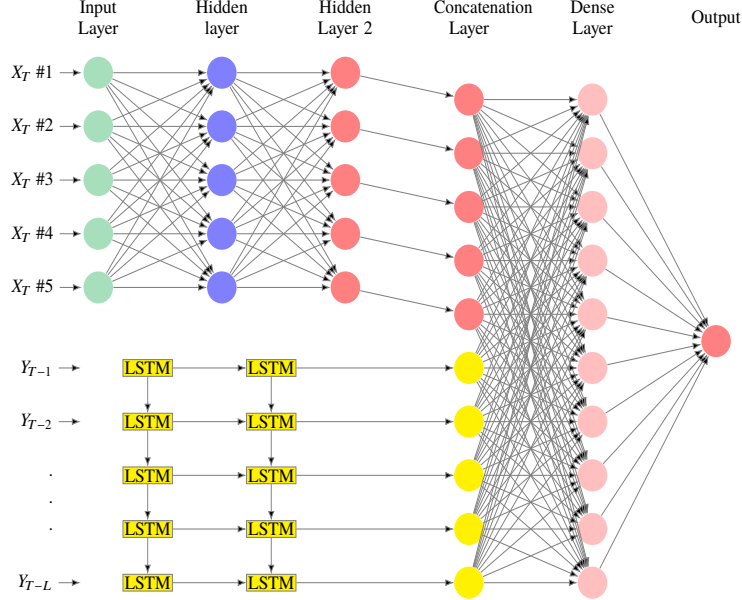 Input Layer
Hidden layer
Hidden Layer 2
Concatenation Layer
Dense Layer
Output
X_T #1
X_T #2
X_T #3
X_T #4
X_T #5
Y_{T−1} LSTM LSTM
Y_{T−2} LSTM LSTM
. LSTM LSTM
.
. LSTM LSTM
Y_{T−L} LSTM LSTM